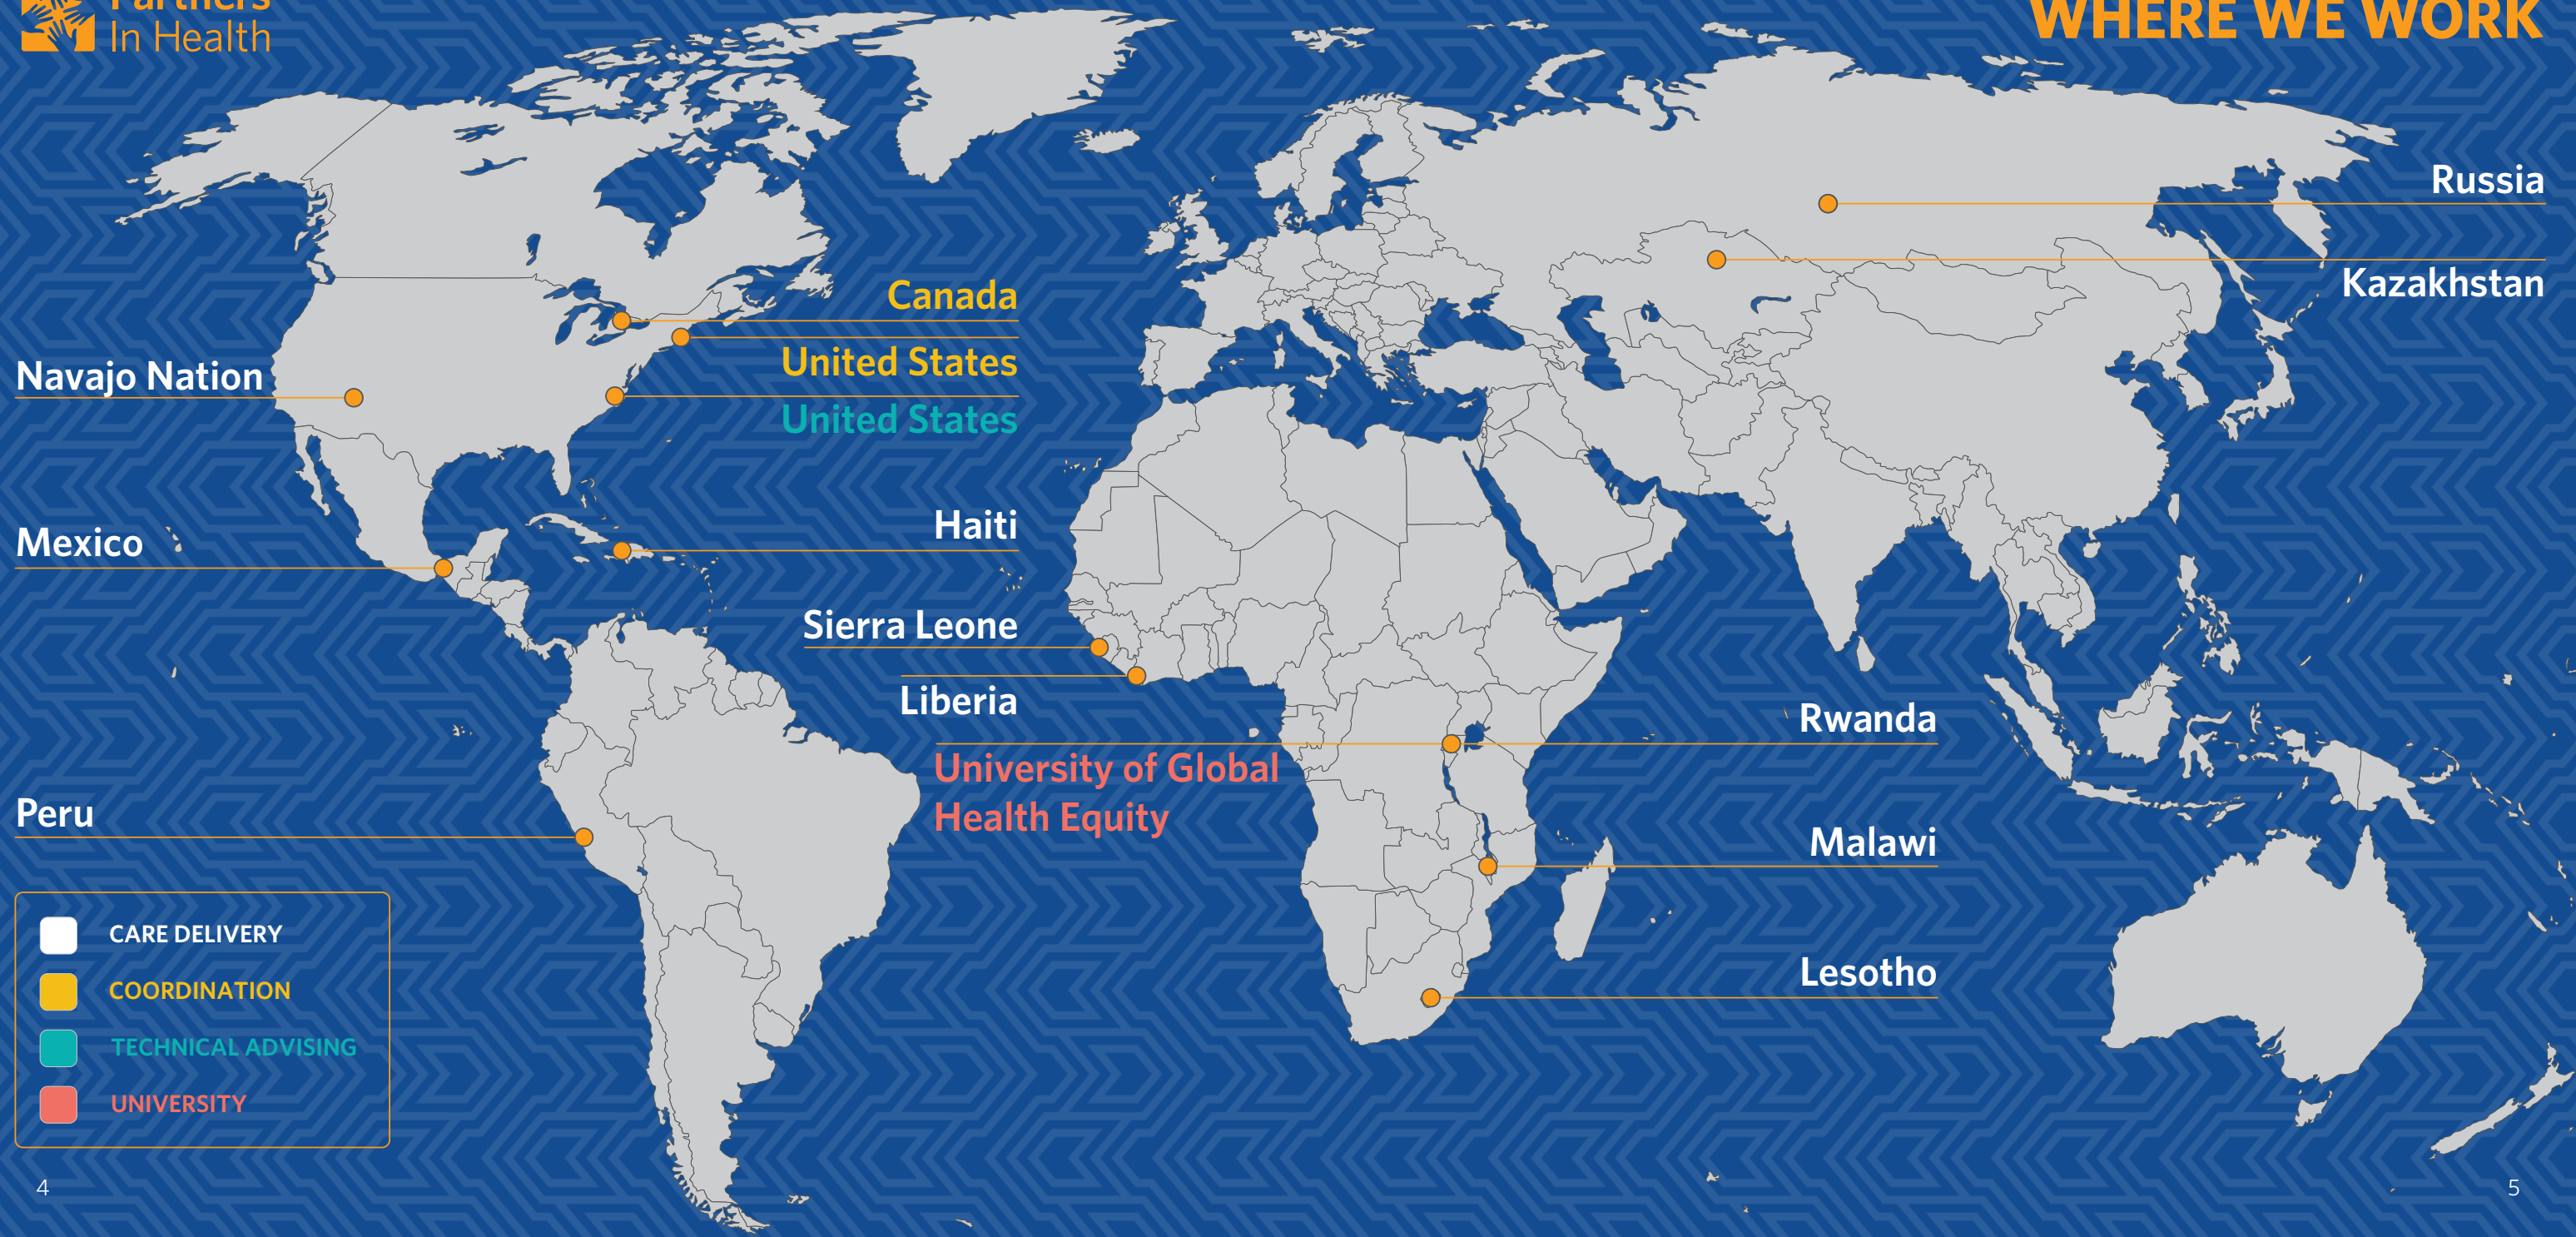 Partners
In Health
WHERE WE WORK
Russia
Kazakhstan
Canada
United States
United States
Navajo Nation
Haiti
Mexico
Sierra Leone
Liberia
Rwanda
University of Global
Health Equity
Peru
Malawi
Lesotho
CARE DELIVERY
COORDINATION
TECHNICAL ADVISING
UNIVERSITY
4
5